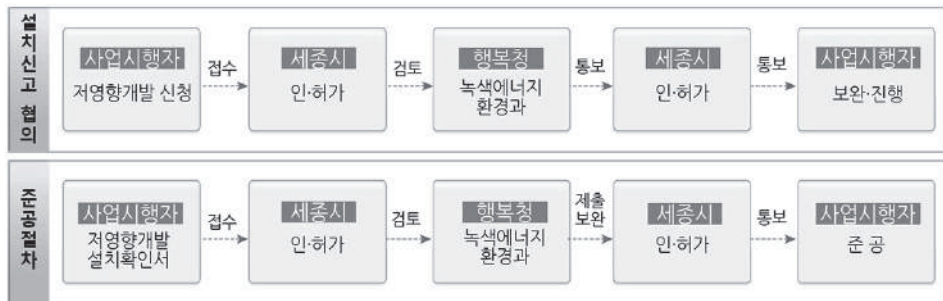 설치신고 협의
사업시행자
저영향개발 신청
접수
세종시
인·허가
검토
행복청
녹색에너지
환경과
통보
세종시
인·허가
통보
사업시행자
보완·진행
준공절차
사업시행자
저영향개발
설치확인서
접수
세종시
인·허가
검토
행복청
녹색에너지
환경과
제출
보완
세종시
인·허가
통보
사업시행자
준 공